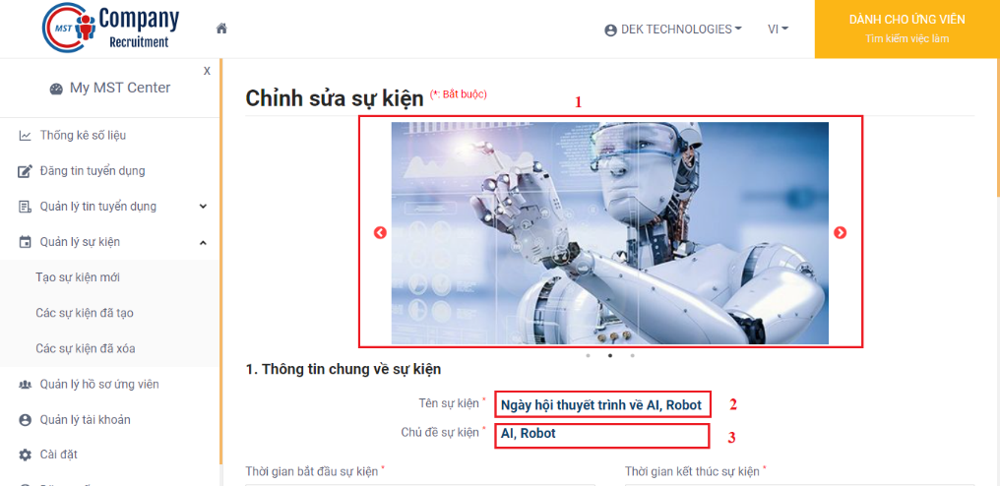 MST Company
Recruitment
DEK TECHNOLOGIES
VI
DÀNH CHO ỨNG VIÊN
Tìm kiếm việc làm
X
My MST Center
Thống kê số liệu
Đăng tin tuyển dụng
Quản lý tin tuyển dụng
Quản lý sự kiện
Tạo sự kiện mới
Các sự kiện đã tạo
Các sự kiện đã xóa
Quản lý hồ sơ ứng viên
Quản lý tài khoản
Cài đặt
Chỉnh sửa sự kiện (*: Bắt buộc)
1
1. Thông tin chung về sự kiện
Tên sự kiện * Ngày hội thuyết trình về AI, Robot 2
Chủ đề sự kiện * AI, Robot 3
Thời gian bắt đầu sự kiện * Thời gian kết thúc sự kiện *